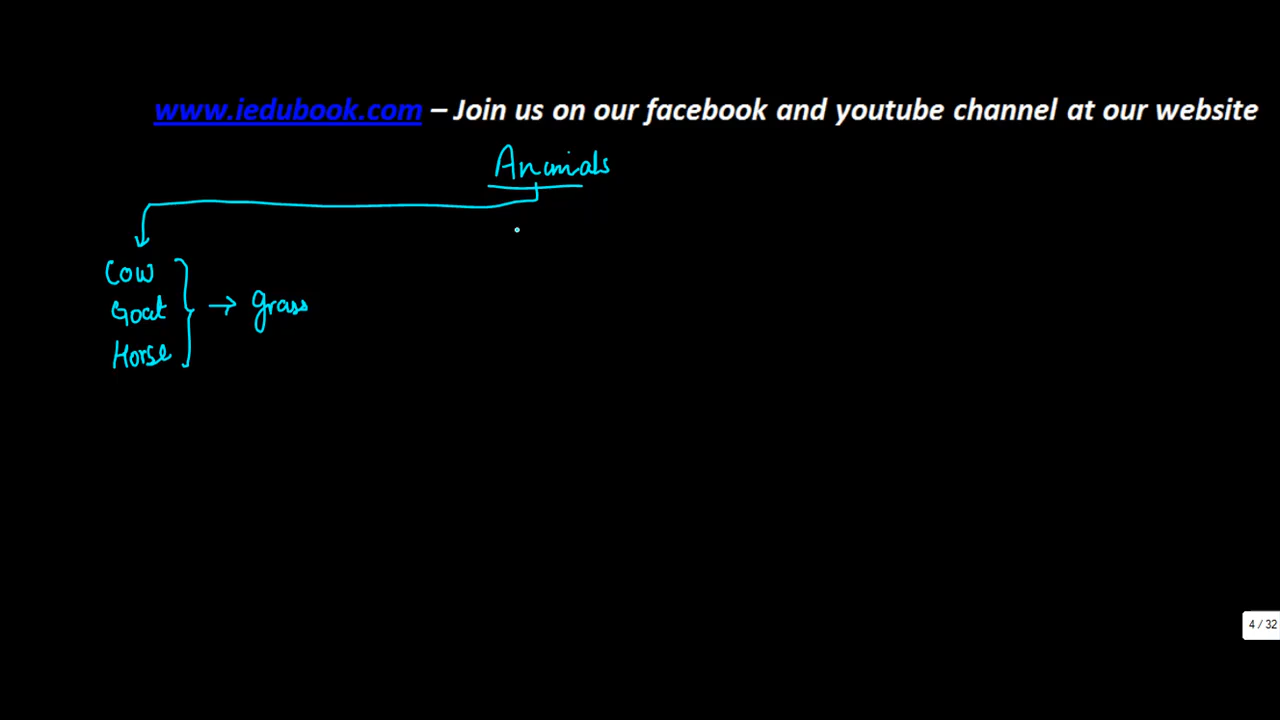 www.iedubook.com – Join us on our facebook and youtube channel at our website
Animals
Cow
Goat → grass
Horse
4 / 32